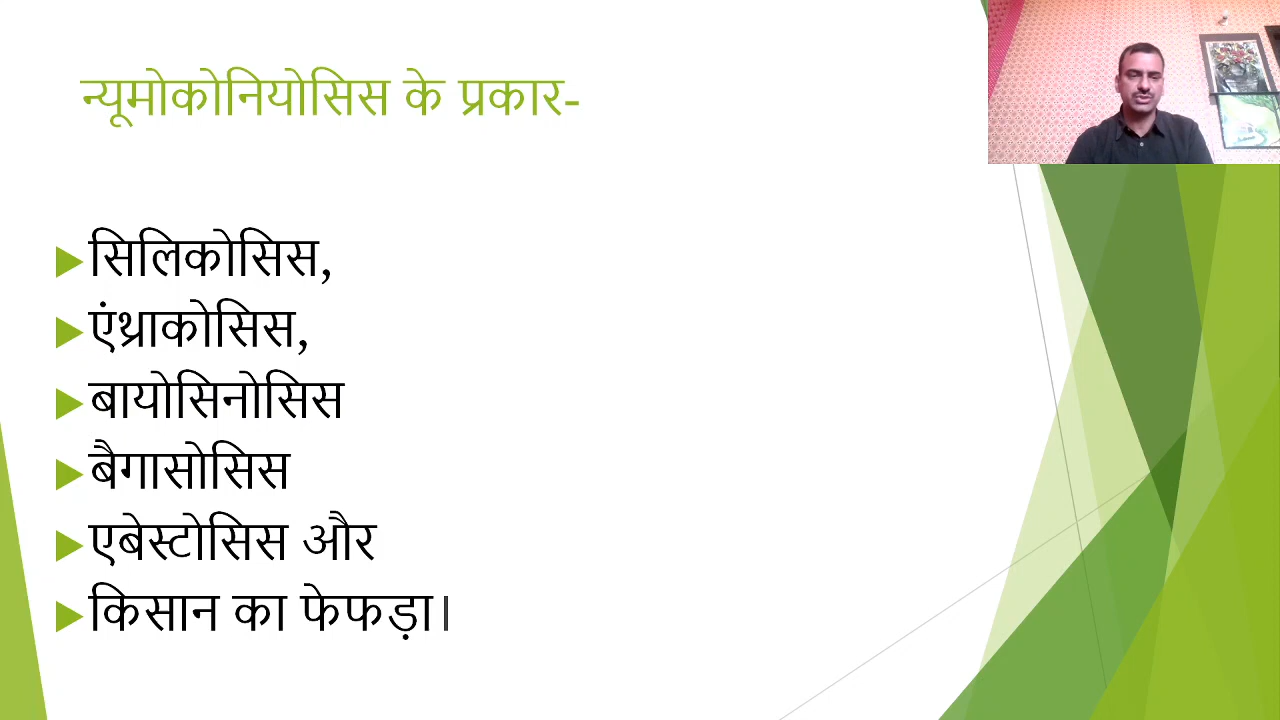 न्यूमोकोनियोसिस के प्रकार-
सिलिकोसिस,
एंथ्राकोसिस,
बायोसिनोसिस
बैगासोसिस
एबेस्टोसिस और
किसान का फेफड़ा।